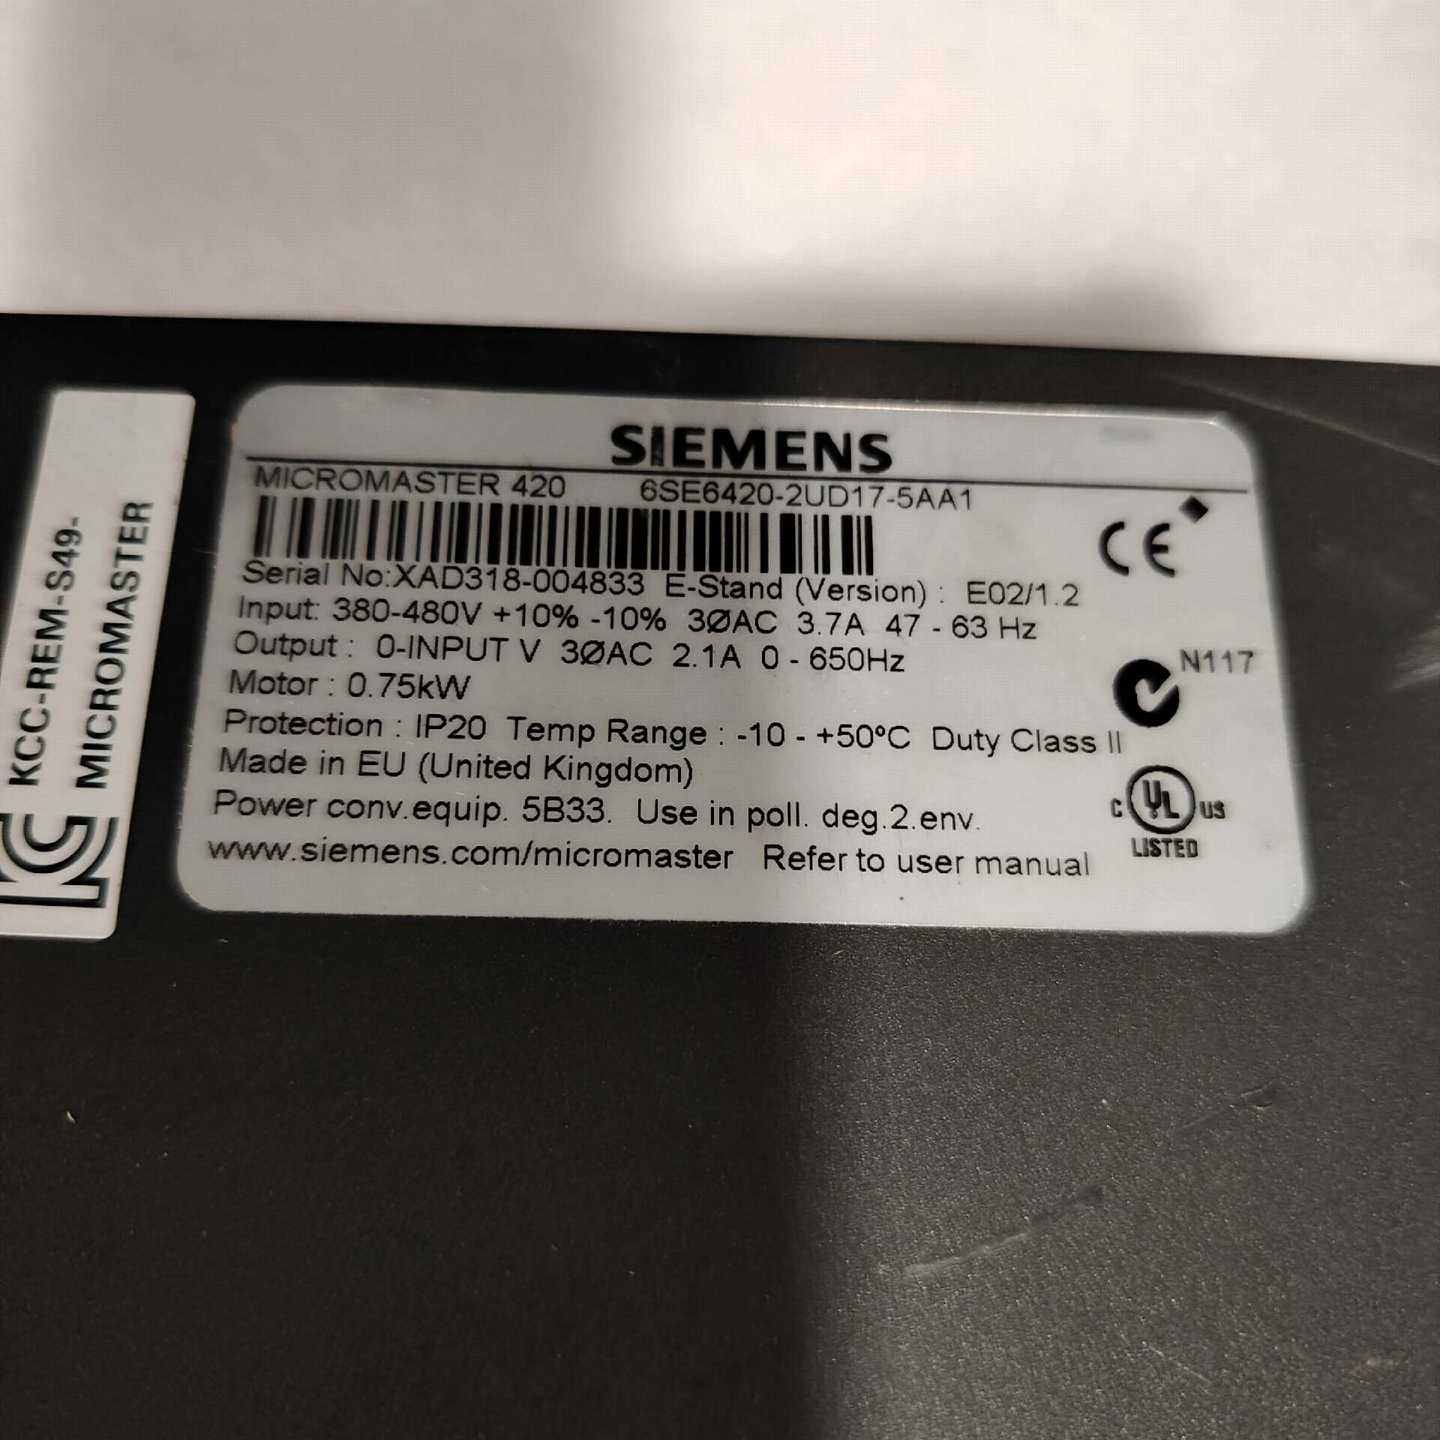 SIEMENS
MICROMASTER 420 6SE6420-2UD17-5AA1
Serial No:XAD318-004833 E-Stand (Version) : E02/1.2
Input: 380-480V +10% -10% 3ØAC 3.7A 47 - 63 Hz
Output : 0-INPUT V 3ØAC 2.1A 0 - 650Hz
Motor : 0.75kW
Protection : IP20 Temp Range : -10 - +50°C Duty Class II
Made in EU (United Kingdom)
Power conv.equip. 5B33. Use in poll. deg.2.env.
www.siemens.com/micromaster Refer to user manual
CE
N117
C UL US
LISTED
KCC-REM-S49-
MICROMASTER